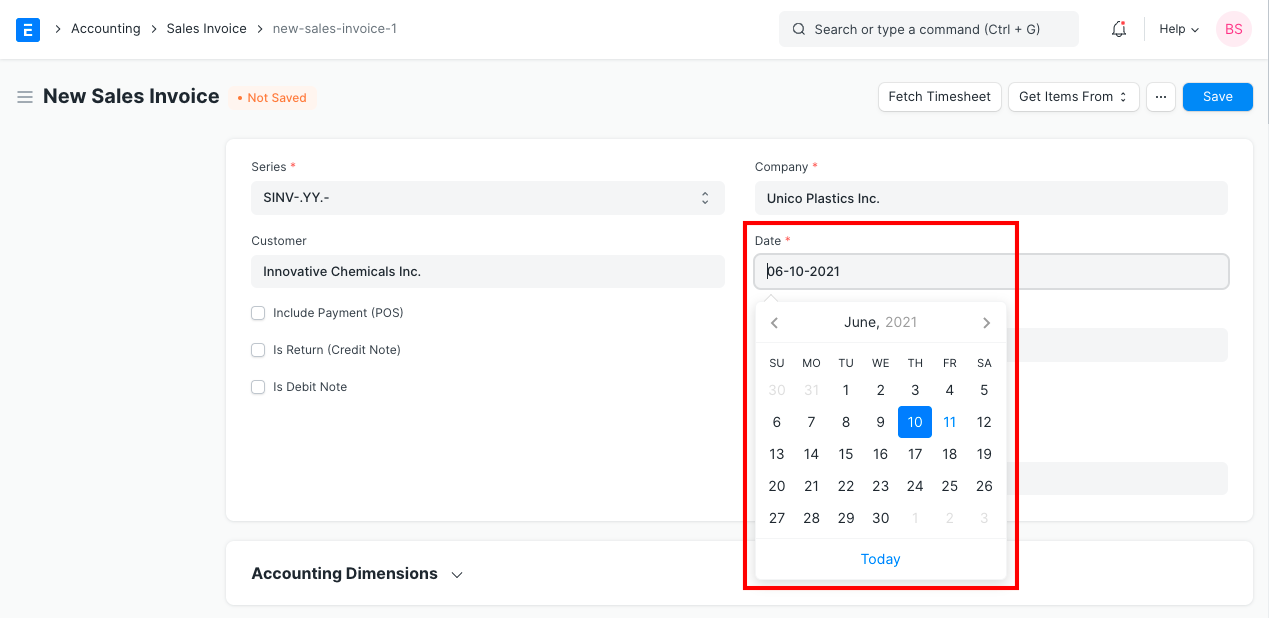 E Accounting Sales Invoice new-sales-invoice-1 Search or type a command (Ctrl + G) Help BS
New Sales Invoice • Not Saved Fetch Timesheet Get Items From ... Save
Series * Company *
SINV-.YY.- Unico Plastics Inc.
Customer Date *
Innovative Chemicals Inc. 06-10-2021
Include Payment (POS)
June, 2021
Is Return (Credit Note)
SU MO TU WE TH FR SA
Is Debit Note
30 31 1 2 3 4 5
6 7 8 9 10 11 12
13 14 15 16 17 18 19
20 21 22 23 24 25 26
27 28 29 30 1 2 3
Today
Accounting Dimensions